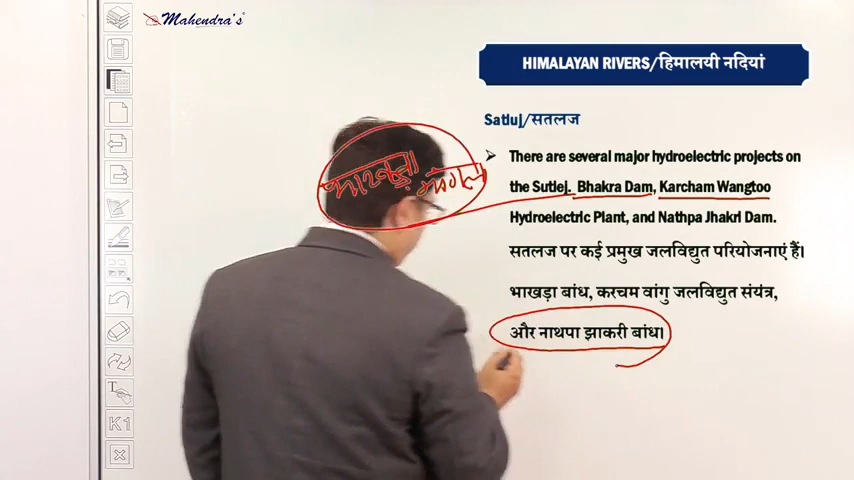 Mahendra's
HIMALAYAN RIVERS/हिमालयी नदियां
Satluj/सतलज
There are several major hydroelectric projects on
the Sutlej. Bhakra Dam, Karcham Wangtoo
Hydroelectric Plant, and Nathpa Jhakri Dam.
सतलज पर कई प्रमुख जलविद्युत परियोजनाएं हैं।
भाखड़ा बांध, करचम वांगु जलविद्युत संयंत्र,
और नाथपा झाकरी बांध।
K1